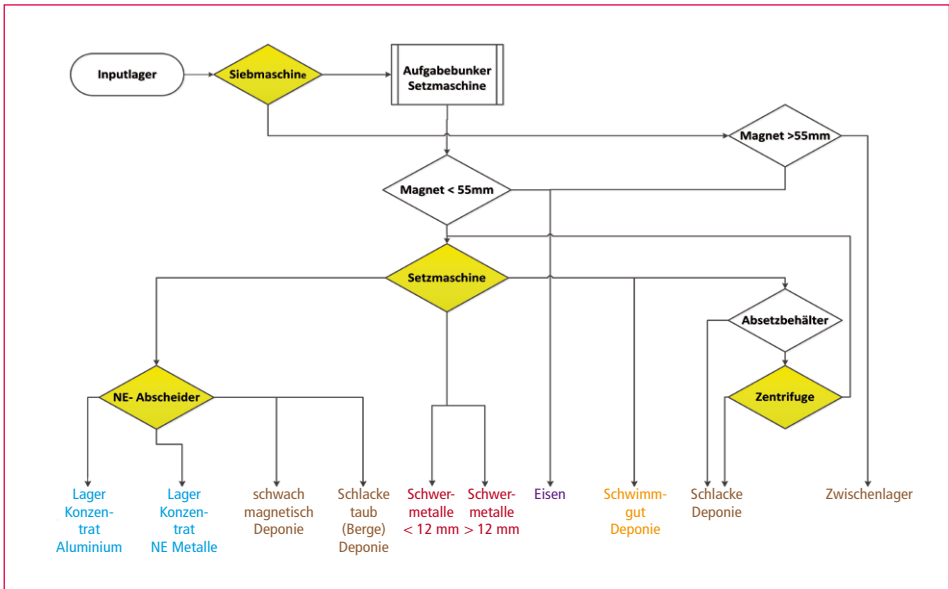 Inputlager
Siebmaschine
Aufgabebunker
Setzmaschine
Magnet >55mm
Magnet < 55mm
Setzmaschine
Absetzbehälter
NE- Abscheider
Zentrifuge
Lager
Konzen-
trat
Aluminium
Lager
Konzen-
trat
NE Metalle
schwach
magnetisch
Deponie
Schlacke
taub
(Berge)
Deponie
Schwer-
metalle
< 12 mm
Schwer-
metalle
> 12 mm
Eisen
Schwimm-
gut
Deponie
Schlacke
Deponie
Zwischenlager